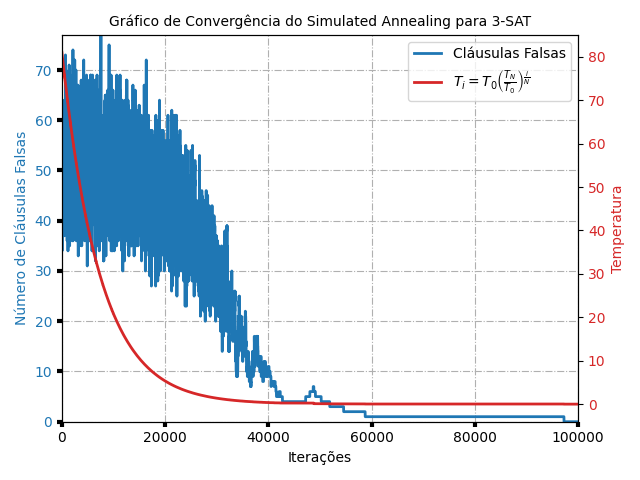 Gráfico de Convergência do Simulated Annealing para 3-SAT
Cláusulas Falsas
T_i = T_0(T_N/T_0)^(i/N)
Número de Cláusulas Falsas
70
60
50
40
30
20
10
0
80
70
60
50
40
30
20
10
0
Temperatura
0 20000 40000 60000 80000 100000
Iterações